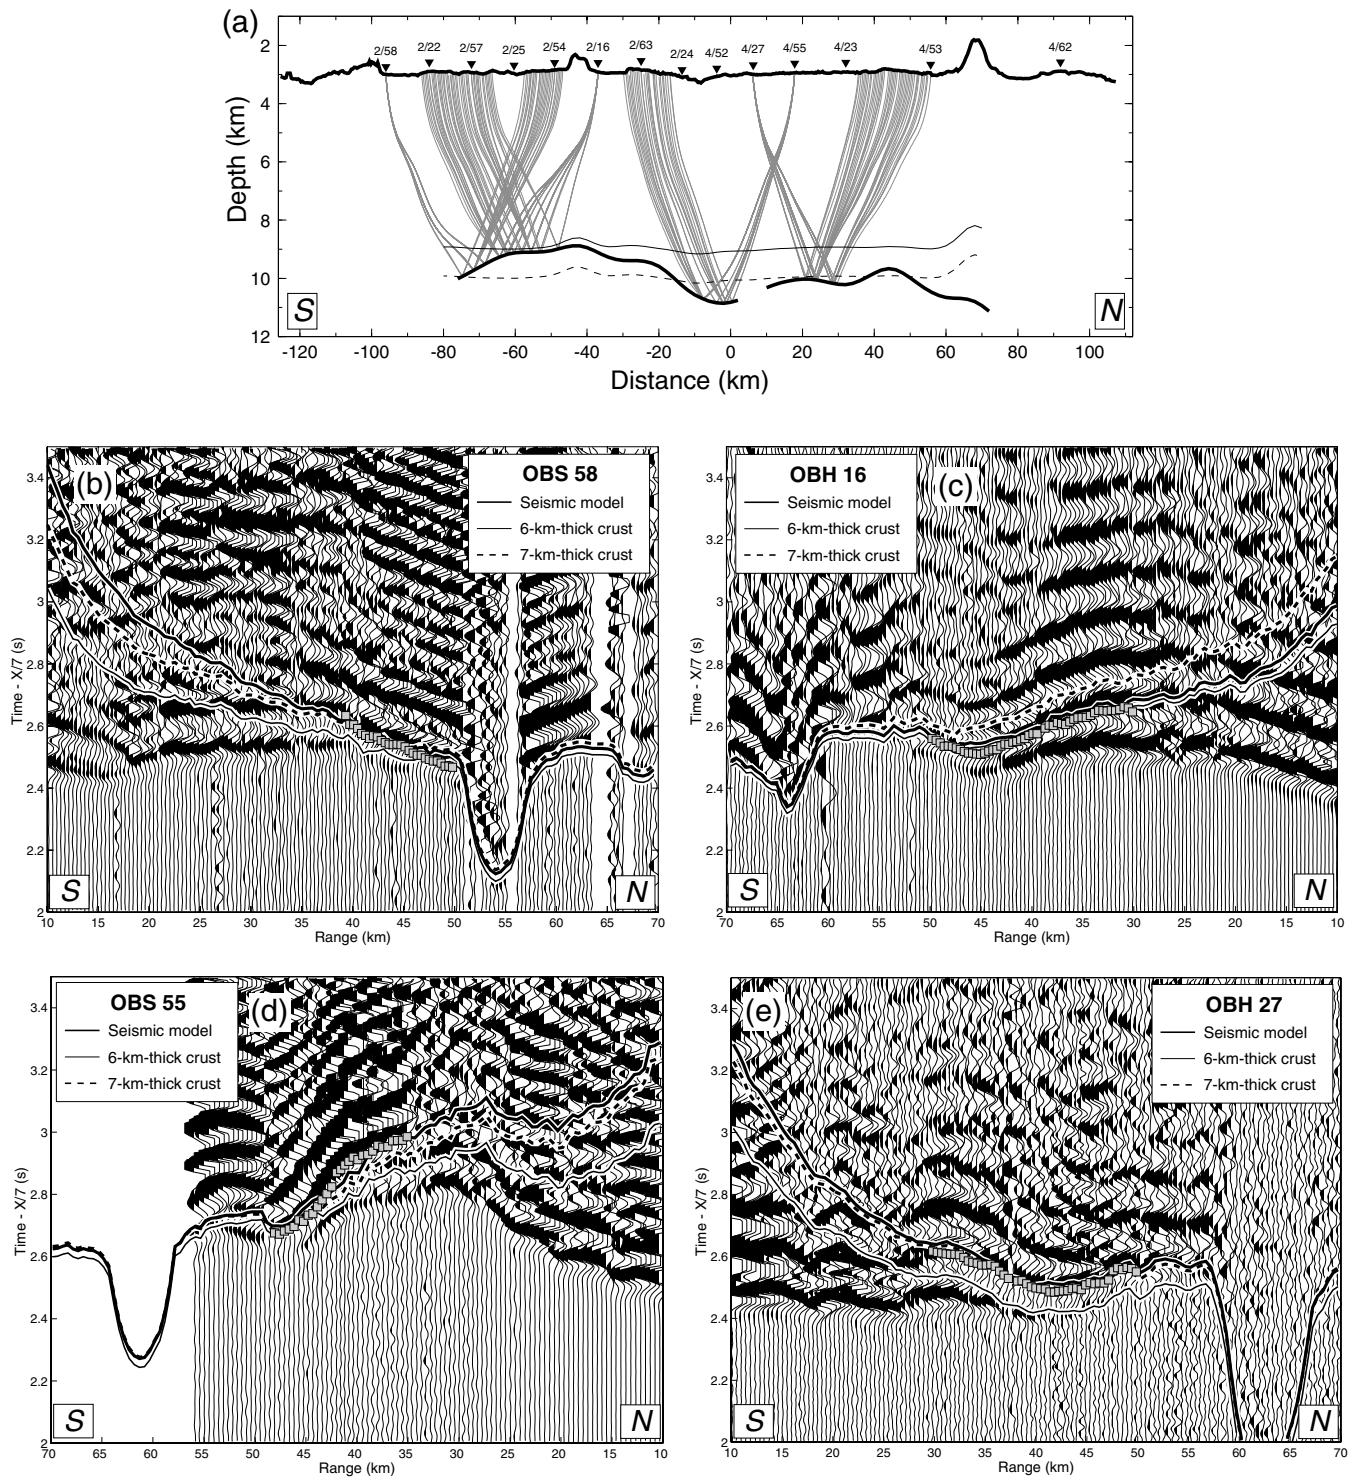 (a)
2/58 2/22 2/57 2/25 2/54 2/16 2/63 2/24 4/52 4/27 4/55 4/23 4/53 4/62
2
4
6
8
10
12
Depth (km)
S
N
-120 -100 -80 -60 -40 -20 0 20 40 60 80 100
Distance (km)
(b)
OBS 58
Seismic model
6-km-thick crust
7-km-thick crust
3.4
3.2
3
2.8
2.6
2.4
2.2
2
Time - X/7 (s)
S
N
10 15 20 25 30 35 40 45 50 55 60 65 70
Range (km)
(c)
OBH 16
Seismic model
6-km-thick crust
7-km-thick crust
3.4
3.2
3
2.8
2.6
2.4
2.2
2
Time - X/7 (s)
S
N
70 65 60 55 50 45 40 35 30 25 20 15 10
Range (km)
(d)
OBS 55
Seismic model
6-km-thick crust
7-km-thick crust
3.4
3.2
3
2.8
2.6
2.4
2.2
2
Time - X/7 (s)
S
N
70 65 60 55 50 45 40 35 30 25 20 15 10
Range (km)
(e)
OBH 27
Seismic model
6-km-thick crust
7-km-thick crust
3.4
3.2
3
2.8
2.6
2.4
2.2
2
Time - X/7 (s)
S
N
10 15 20 25 30 35 40 45 50 55 60 65 70
Range (km)